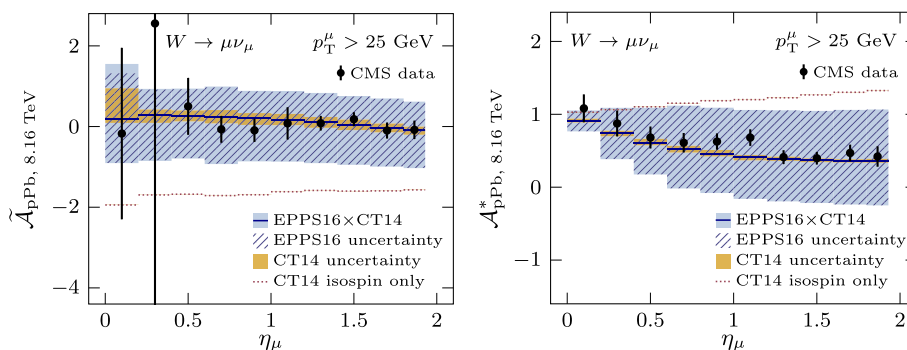 W → μν_μ  p_T^μ > 25 GeV
CMS data
2
0
−2
−4
Ã_pPb, 8.16 TeV
EPPS16×CT14
EPPS16 uncertainty
CT14 uncertainty
CT14 isospin only
0 0.5 1 1.5 2
η_μ
W → μν_μ  p_T^μ > 25 GeV
CMS data
2
1
0
−1
A*_pPb, 8.16 TeV
EPPS16×CT14
EPPS16 uncertainty
CT14 uncertainty
CT14 isospin only
0 0.5 1 1.5 2
η_μ